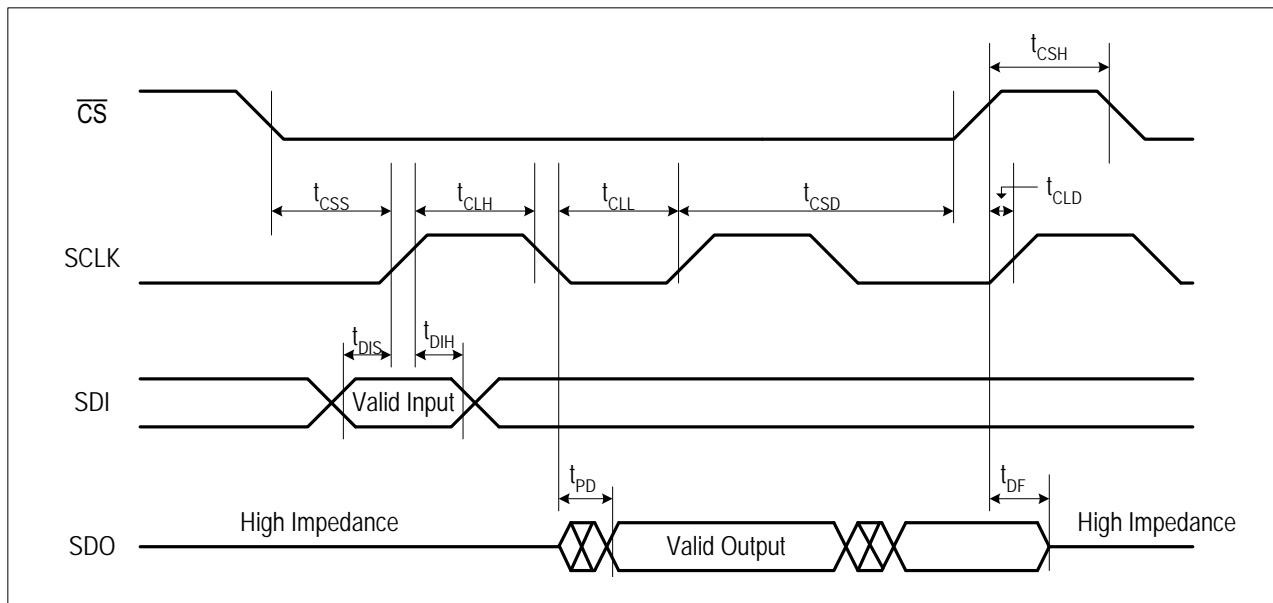 t_CSH
C̅S̅
t_CSS
t_CLH
t_CLL
t_CSD
t_CLD
SCLK
t_DIS
t_DIH
SDI
Valid Input
t_PD
t_DF
High Impedance
High Impedance
SDO
Valid Output